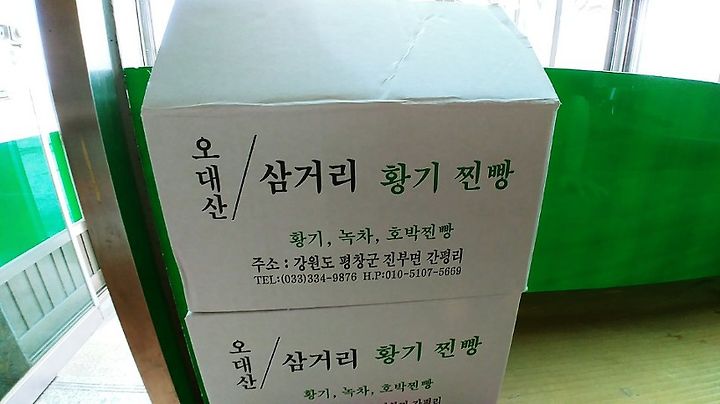 오대산/삼거리 황기 찐빵
황기, 녹차, 호박찐빵
주소 : 강원도 평창군 진부면 간평리
TEL:(033)334-9876 H.P:010-5107-5669
오대산/삼거리 황기 찐빵
황기, 녹차, 호박찐빵
간평리